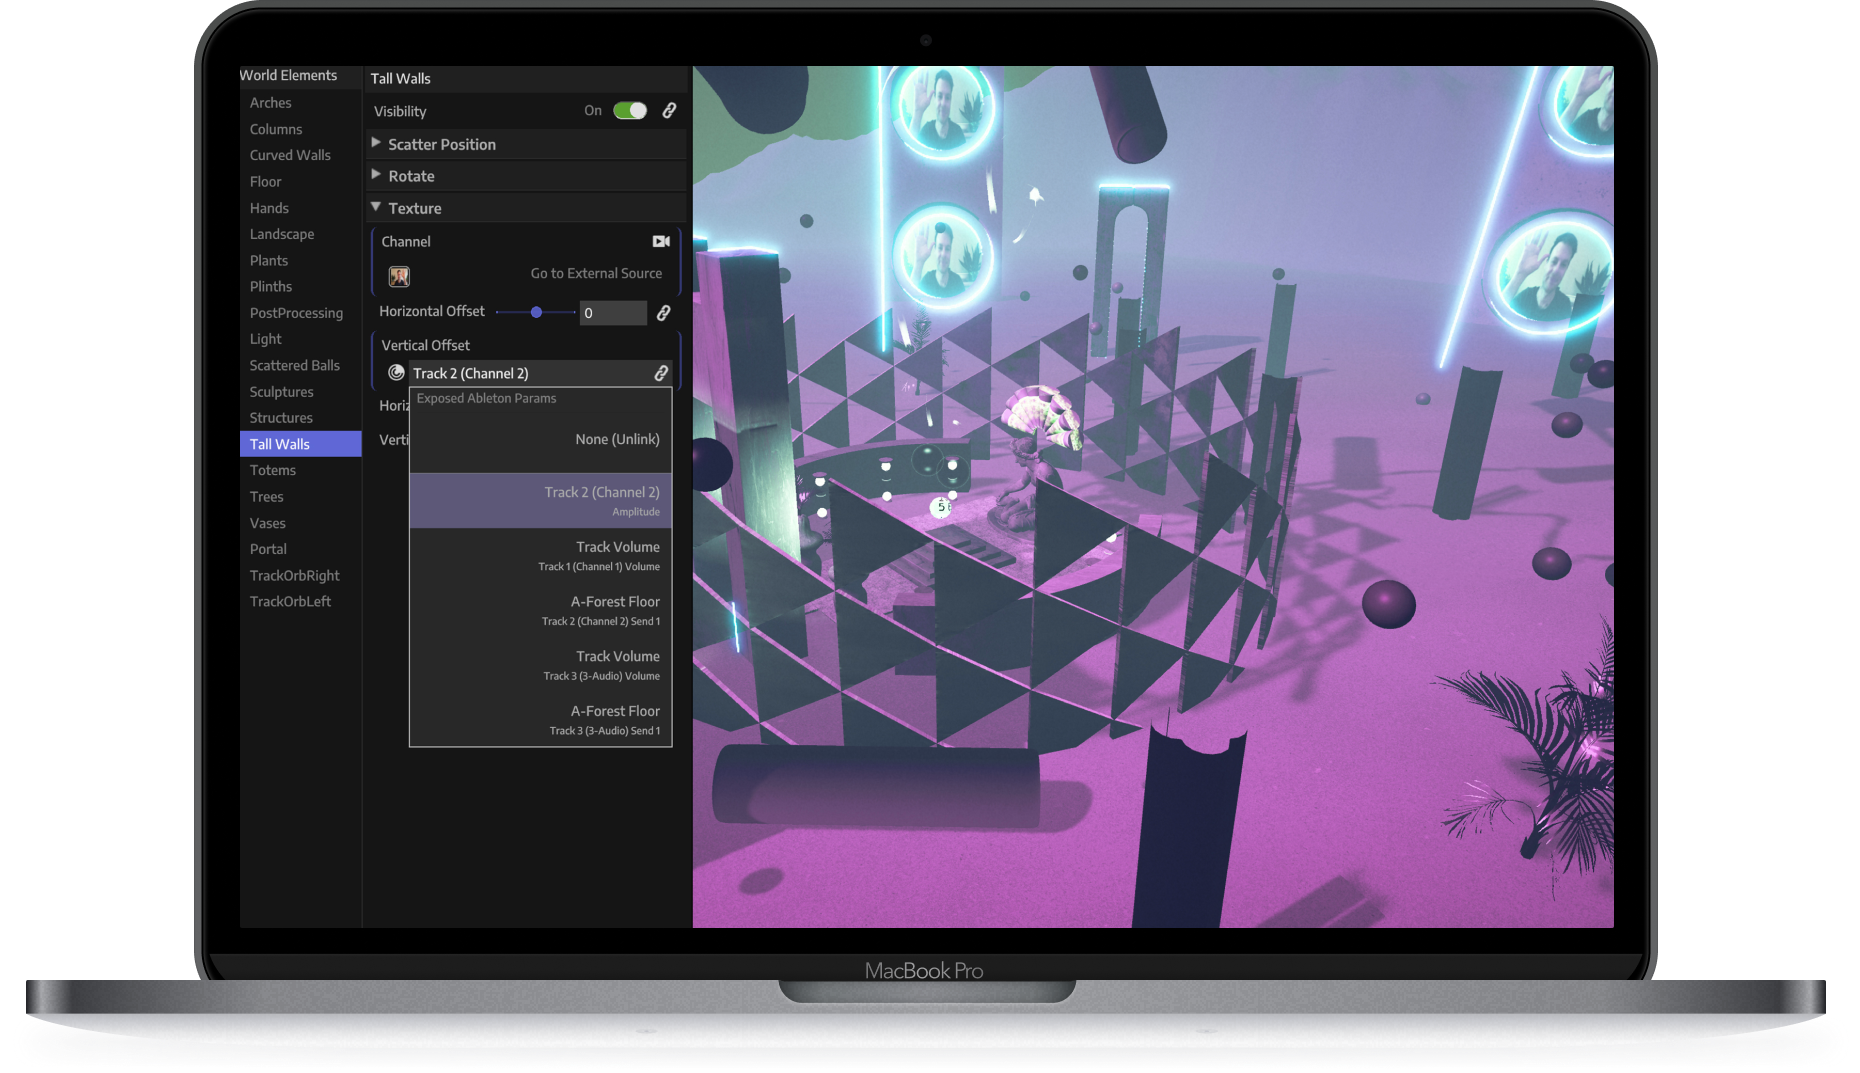 World Elements
Arches
Columns
Curved Walls
Floor
Hands
Landscape
Plants
Plinths
PostProcessing
Light
Scattered Balls
Sculptures
Structures
Tall Walls
Totems
Trees
Vases
Portal
TrackOrbRight
TrackOrbLeft
Tall Walls
Visibility On
Scatter Position
Rotate
Texture
Channel
Go to External Source
Horizontal Offset 0
Vertical Offset
Track 2 (Channel 2)
Horiz
Verti
Exposed Ableton Params
None (Unlink)
Track 2 (Channel 2)
Amplitude
Track Volume
Track 1 (Channel 1) Volume
A-Forest Floor
Track 2 (Channel 2) Send 1
Track Volume
Track 3 (3-Audio) Volume
A-Forest Floor
Track 3 (3-Audio) Send 1
5
MacBook Pro